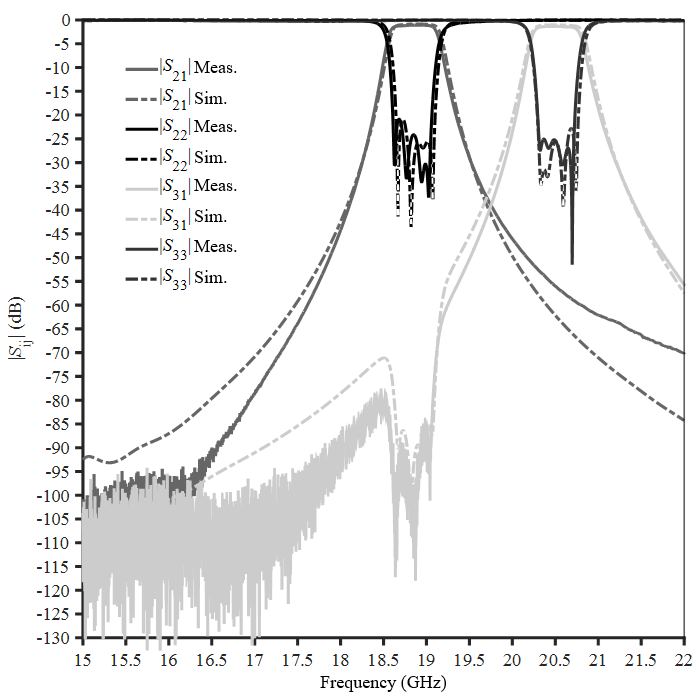 0
-5
-10
-15
-20
-25
-30
-35
-40
-45
-50
-55
-60
-65
-70
-75
-80
-85
-90
-95
-100
-105
-110
-115
-120
-125
-130
|Sij| (dB)
|S21| Meas.
|S21| Sim.
|S22| Meas.
|S22| Sim.
|S31| Meas.
|S31| Sim.
|S33| Meas.
|S33| Sim.
15 15.5 16 16.5 17 17.5 18 18.5 19 19.5 20 20.5 21 21.5 22
Frequency (GHz)